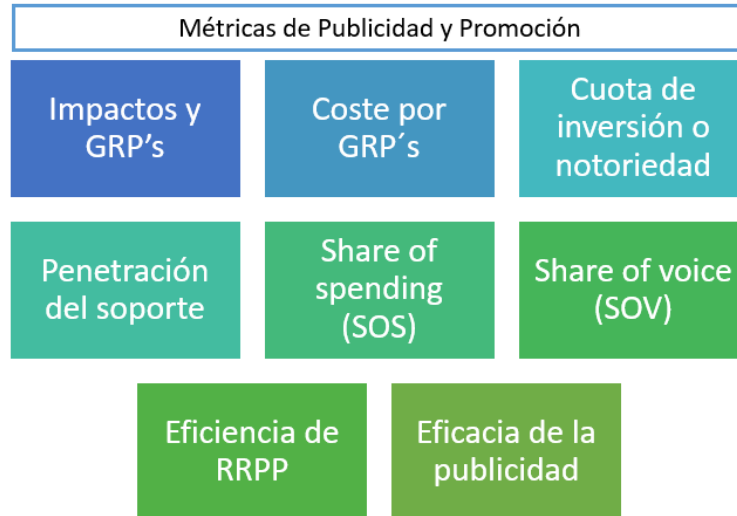 Métricas de Publicidad y Promoción
Impactos y
GRP’s
Coste por
GRP´s
Cuota de
inversión o
notoriedad
Penetración
del soporte
Share of
spending
(SOS)
Share of voice
(SOV)
Eficiencia de
RRPP
Eficacia de la
publicidad